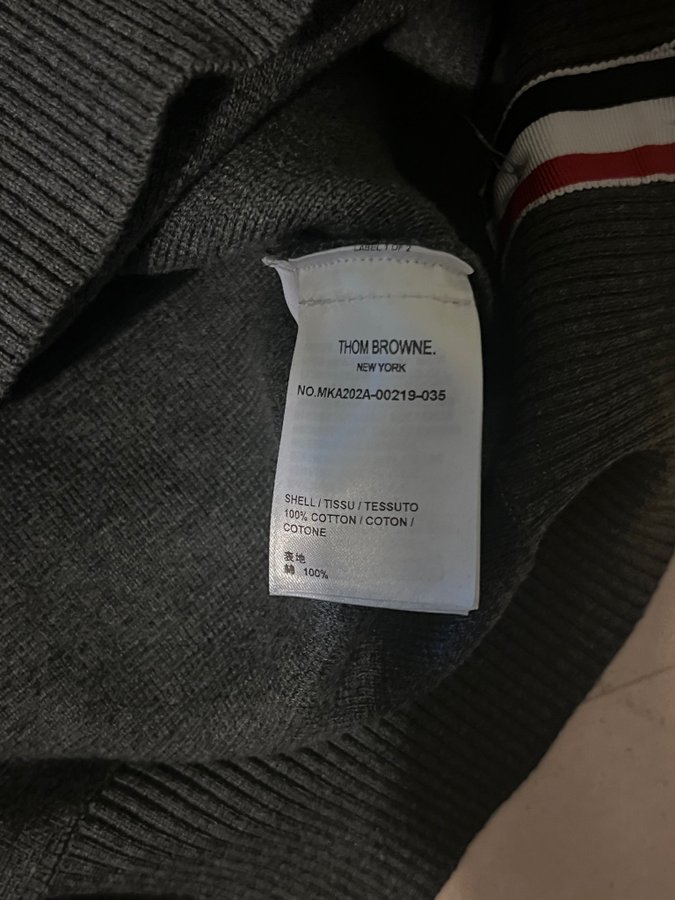 LABEL 1 OF 2
THOM BROWNE.
NEW YORK
NO.MKA202A-00219-035
SHELL / TISSU / TESSUTO
100% COTTON / COTON /
COTONE
表地
綿 100%